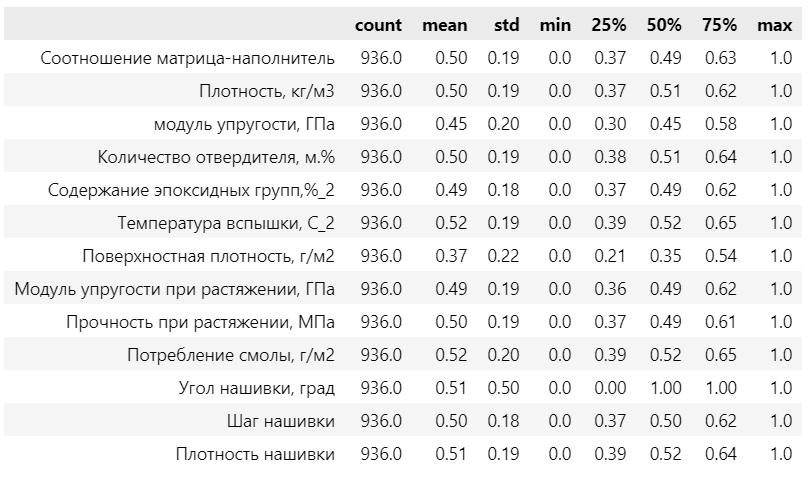 count mean std min 25% 50% 75% max
Соотношение матрица-наполнитель 936.0 0.50 0.19 0.0 0.37 0.49 0.63 1.0
Плотность, кг/м3 936.0 0.50 0.19 0.0 0.37 0.51 0.62 1.0
модуль упругости, ГПа 936.0 0.45 0.20 0.0 0.30 0.45 0.58 1.0
Количество отвердителя, м.% 936.0 0.50 0.19 0.0 0.38 0.51 0.64 1.0
Содержание эпоксидных групп,%_2 936.0 0.49 0.18 0.0 0.37 0.49 0.62 1.0
Температура вспышки, С_2 936.0 0.52 0.19 0.0 0.39 0.52 0.65 1.0
Поверхностная плотность, г/м2 936.0 0.37 0.22 0.0 0.21 0.35 0.54 1.0
Модуль упругости при растяжении, ГПа 936.0 0.49 0.19 0.0 0.36 0.49 0.62 1.0
Прочность при растяжении, МПа 936.0 0.50 0.19 0.0 0.37 0.49 0.61 1.0
Потребление смолы, г/м2 936.0 0.52 0.20 0.0 0.39 0.52 0.65 1.0
Угол нашивки, град 936.0 0.51 0.50 0.0 0.00 1.00 1.00 1.0
Шаг нашивки 936.0 0.50 0.18 0.0 0.37 0.50 0.62 1.0
Плотность нашивки 936.0 0.51 0.19 0.0 0.39 0.52 0.64 1.0